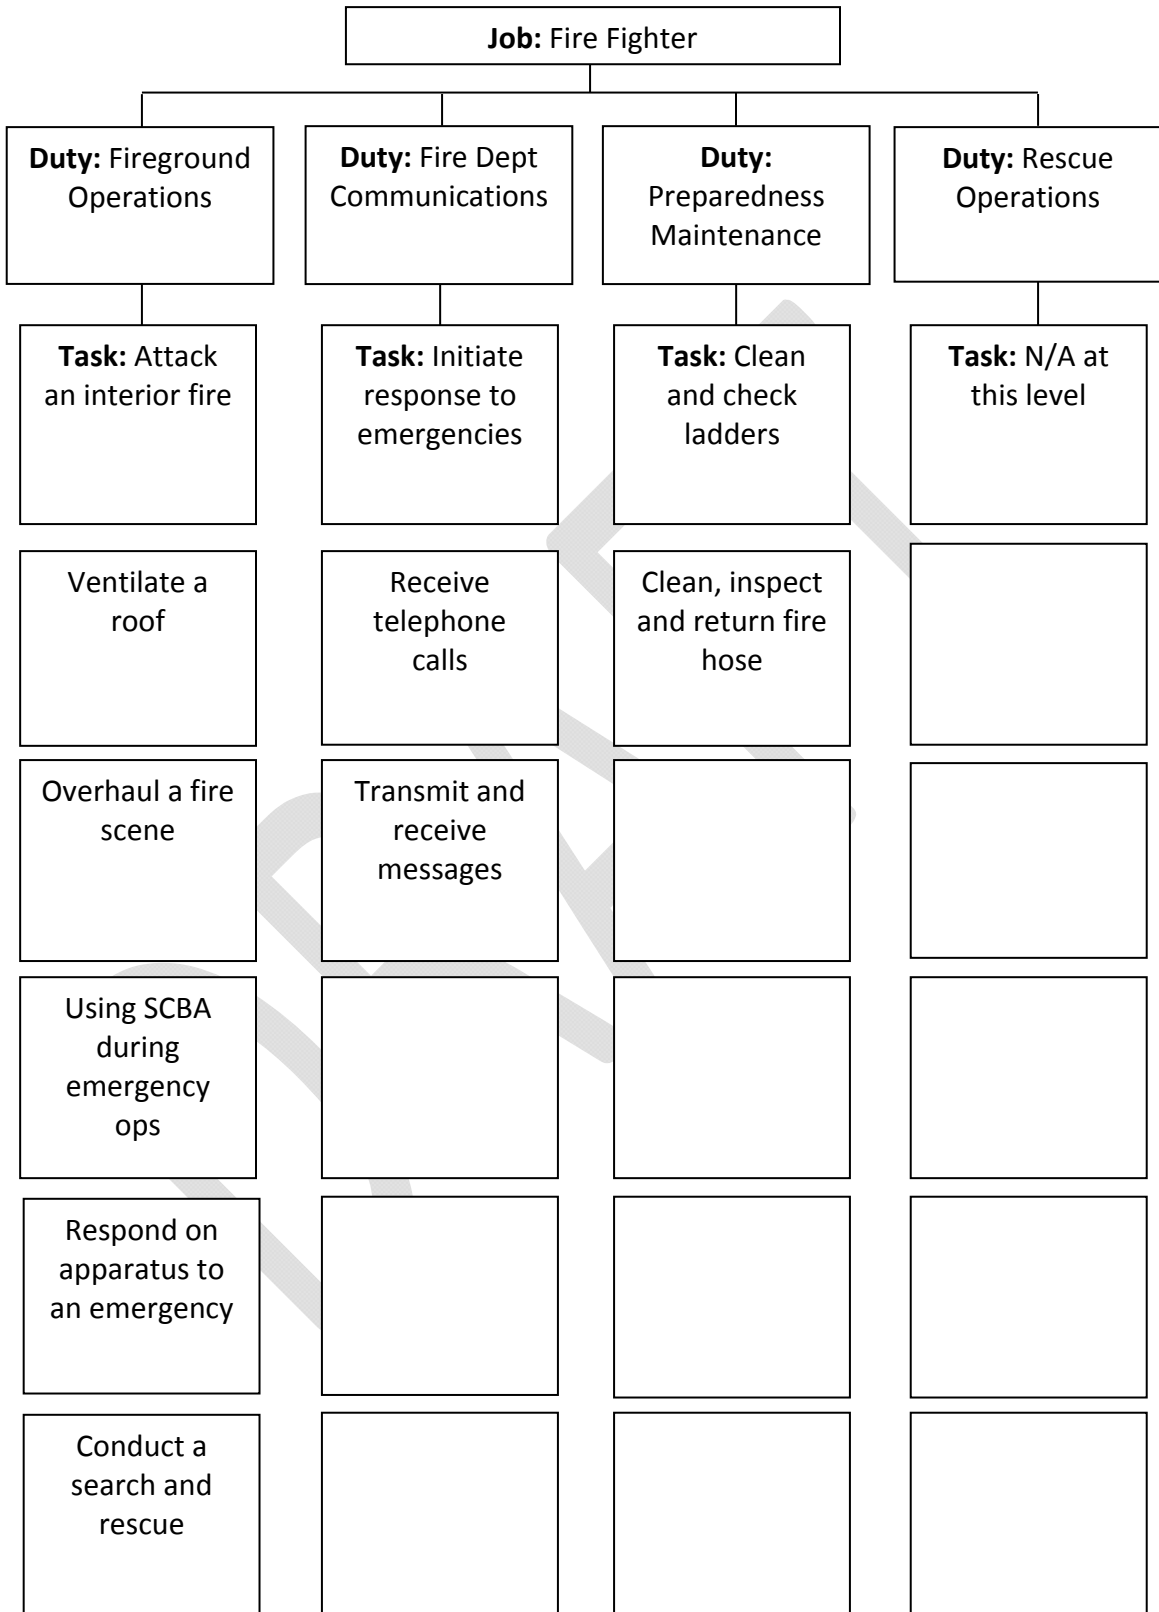 Job: Fire Fighter
Duty: Fireground
Operations
Duty: Fire Dept
Communications
Duty:
Preparedness
Maintenance
Duty: Rescue
Operations
Task: Attack
an interior fire
Task: Initiate
response to
emergencies
Task: Clean
and check
ladders
Task: N/A at
this level
Ventilate a
roof
Receive
telephone
calls
Clean, inspect
and return fire
hose
Overhaul a fire
scene
Transmit and
receive
messages
Using SCBA
during
emergency
ops
Respond on
apparatus to
an emergency
Conduct a
search and
rescue
DRAFT